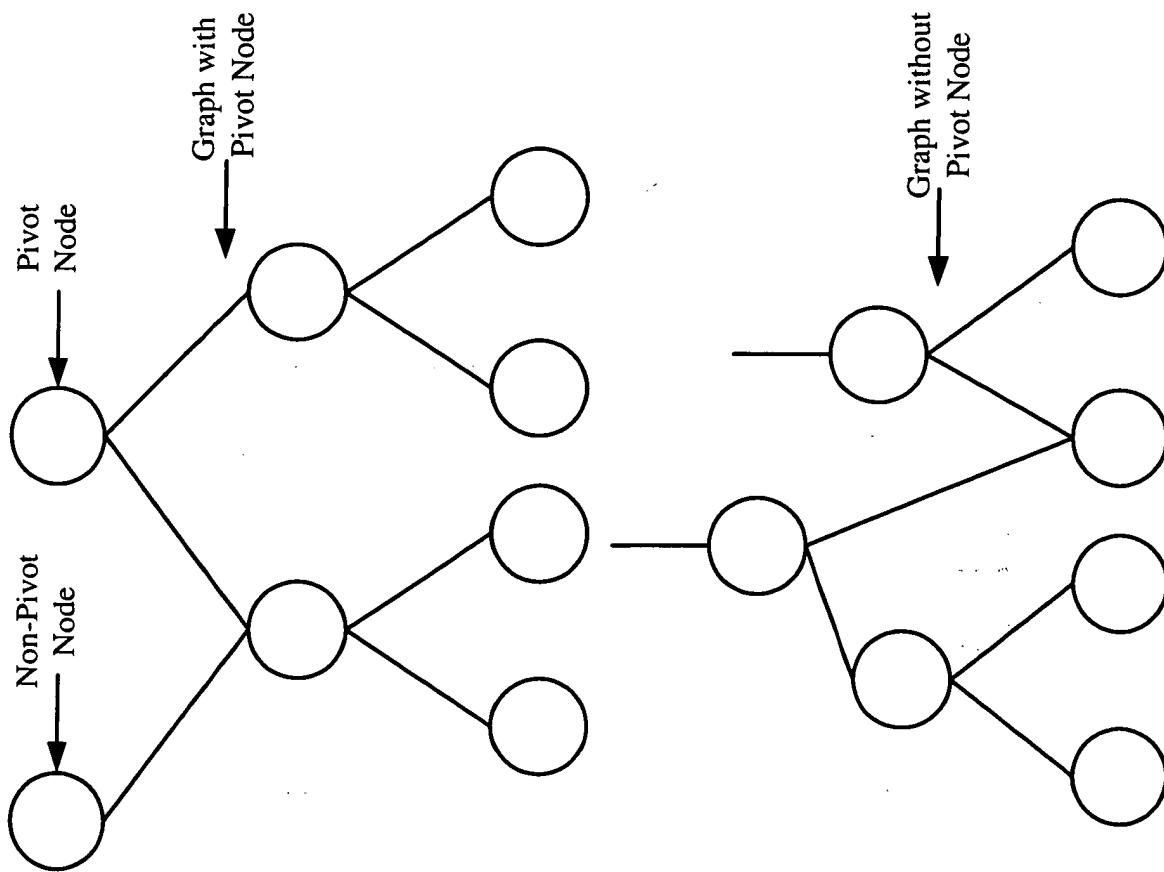 Non-Pivot
Node
Pivot
Node
Graph with
Pivot Node
Graph without
Pivot Node